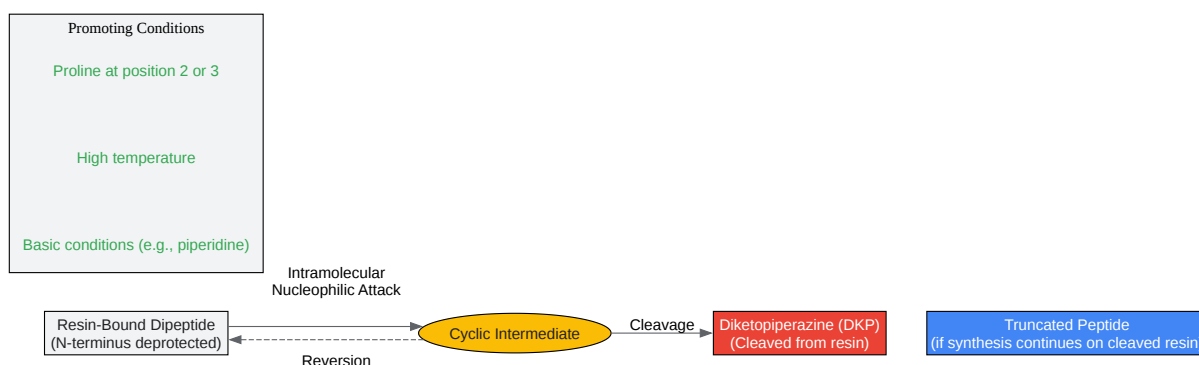 Promoting Conditions
Proline at position 2 or 3
High temperature
Basic conditions (e.g., piperidine)
Intramolecular
Nucleophilic Attack
Resin-Bound Dipeptide
(N-terminus deprotected)
Reversion
Cyclic Intermediate
Cleavage
Diketopiperazine (DKP)
(Cleaved from resin)
Truncated Peptide
(if synthesis continues on cleaved resin